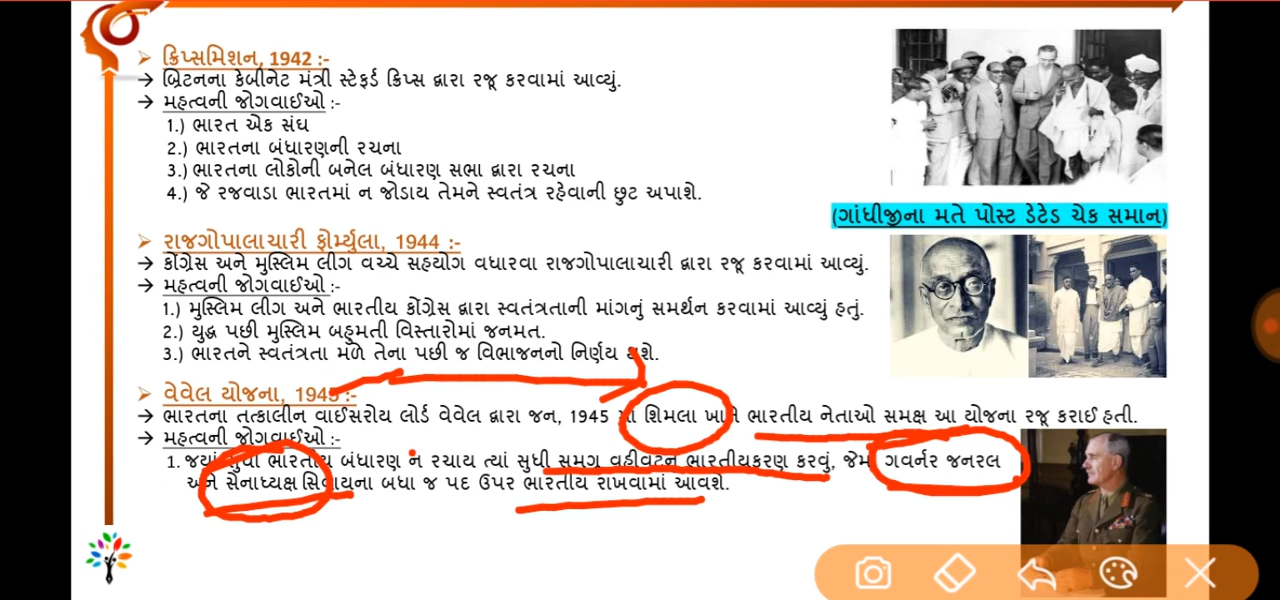 ક્રિપ્સમિશન, 1942 :-
→ બ્રિટનના કેબીનેટ મંત્રી સ્ટેફર્ડ ક્રિપ્સ દ્વારા રજૂ કરવામાં આવ્યું.
→ મહત્વની જોગવાઈઓ :-
1.) ભારત એક સંઘ
2.) ભારતના બંધારણની રચના
3.) ભારતના લોકોની બનેલ બંધારણ સભા દ્વારા રચના
4.) જે રજવાડા ભારતમાં ન જોડાય તેમને સ્વતંત્ર રહેવાની છુટ અપાશે.
(ગાંધીજીના મતે પોસ્ટ ડેટેડ ચેક સમાન)
રાજગોપાલાચારી ફોર્મ્યુલા, 1944 :-
→ કોંગ્રેસ અને મુસ્લિમ લીગ વચ્ચે સહયોગ વધારવા રાજગોપાલાચારી દ્વારા રજૂ કરવામાં આવ્યું.
→ મહત્વની જોગવાઈઓ :-
1.) મુસ્લિમ લીગ અને ભારતીય કોંગ્રેસ દ્વારા સ્વતંત્રતાની માંગનું સમર્થન કરવામાં આવ્યું હતું.
2.) યુદ્ધ પછી મુસ્લિમ બહુમતી વિસ્તારોમાં જનમત.
3.) ભારતને સ્વતંત્રતા મળે તેના પછી જ વિભાજનનો નિર્ણય
વેવેલ યોજના, 1945 :-
→ ભારતના તત્કાલીન વાઈસરોય લોર્ડ વેવેલ દ્વારા જન, 1945 માં શિમલા ખાતે ભારતીય નેતાઓ સમક્ષ આ યોજના રજૂ કરાઈ હતી.
→ મહત્વની જોગવાઈઓ :-
1. જયાં સુધી ભારતીય બંધારણ ન રચાય ત્યાં સુધી સમગ્ર વહીવટન ભારતીયકરણ કરવું, ગવર્નર જનરલ
અને સેનાધ્યક્ષ સિવાયના બધા જ પદ ઉપર ભારતીય રાખવામાં આવશે.